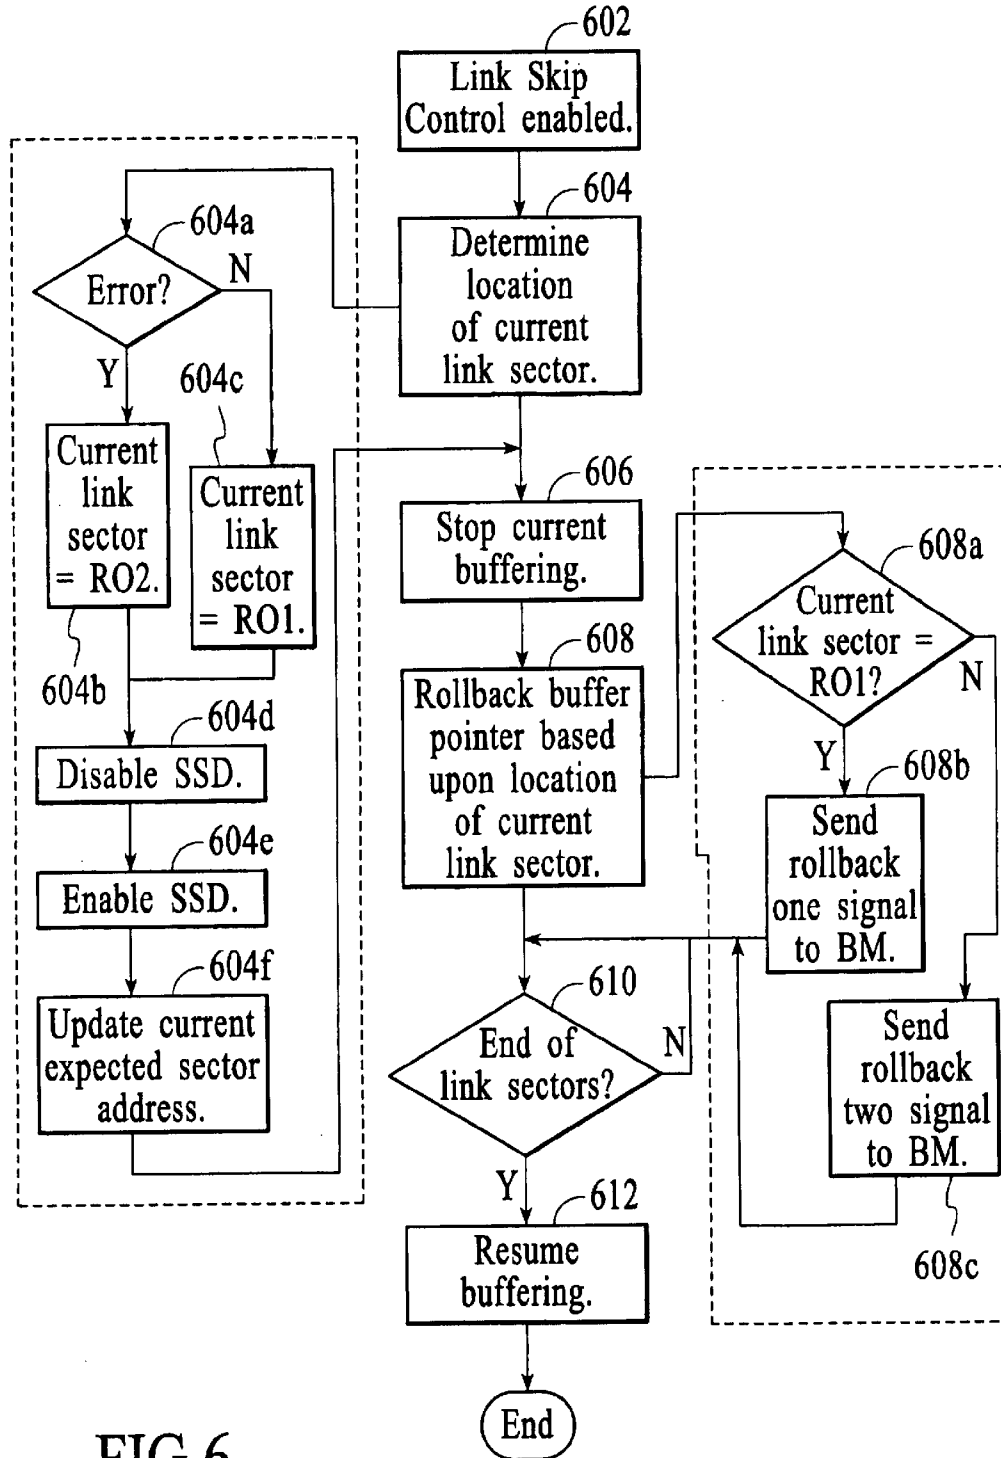 602
Link Skip
Control enabled.
604
Determine
location
of current
link sector.
604a
Error?
N
Y
604c
Current
link
sector
= RO2.
Current
link
sector
= RO1.
604b
604d
Disable SSD.
604e
Enable SSD.
604f
Update current
expected sector
address.
606
Stop current
buffering.
608
Rollback buffer
pointer based
upon location
of current
link sector.
608a
Current
link sector =
RO1?
N
Y
608b
Send
rollback
one signal
to BM.
Send
rollback
two signal
to BM.
608c
610
End of
link sectors?
N
Y
612
Resume
buffering.
End
FIG.6